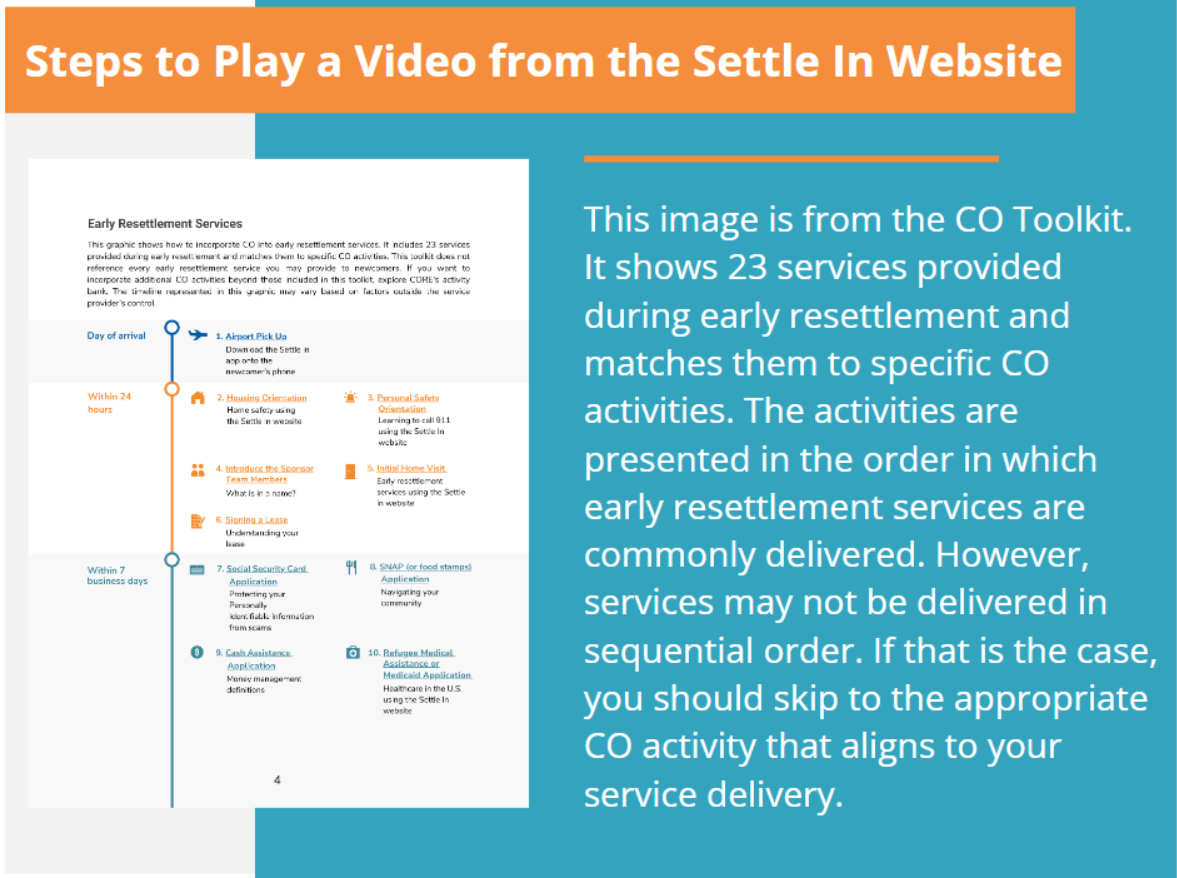 Steps to Play a Video from the Settle In Website
Early Resettlement Services
This graphic shows how to incorporate CO into early resettlement services. It includes 23 services
provided during early resettlement and matches them to specific CO activities. This toolkit does not
reference every early resettlement service you may provide to newcomers. If you want to
incorporate additional CO activities beyond those included in this toolkit, explore CORE's activity
bank. The timeline represented in this graphic may vary based on factors outside the service
provider's control.
Day of arrival
1. Airport Pick Up
Download the Settle in
app onto the
newcomer's phone
Within 24
hours
2. Housing Orientation
Home safety using
the Settle In website
3. Personal Safety
Orientation
Learning to call 911
using the Settle In
website
4. Introduce the Sponsor
Team Members
What is in a name?
5. Initial Home Visit
Early resettlement
services using the Settle
In website
6. Signing a Lease
Understanding your
lease
Within 7
business days
7. Social Security Card
Application
Protecting your
Personally
Identifiable Information
from scams
8. SNAP (or food stamps)
Application
Navigating your
community
9. Cash Assistance
Application
Money management
definitions
10. Refugee Medical
Assistance or
Medicaid Application
Healthcare in the U.S.
using the Settle In
website
4
This image is from the CO Toolkit.
It shows 23 services provided
during early resettlement and
matches them to specific CO
activities. The activities are
presented in the order in which
early resettlement services are
commonly delivered. However,
services may not be delivered in
sequential order. If that is the case,
you should skip to the appropriate
CO activity that aligns to your
service delivery.